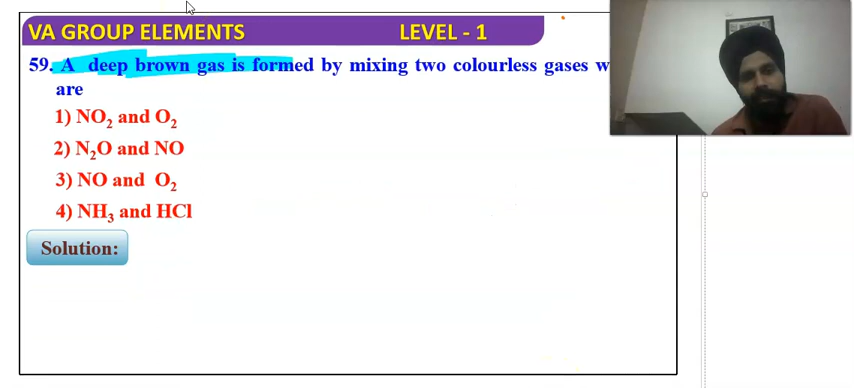 VA GROUP ELEMENTS LEVEL - 1
59. A deep brown gas is formed by mixing two colourless gases
are
1) NO₂ and O₂
2) N₂O and NO
3) NO and O₂
4) NH₃ and HCl
Solution: